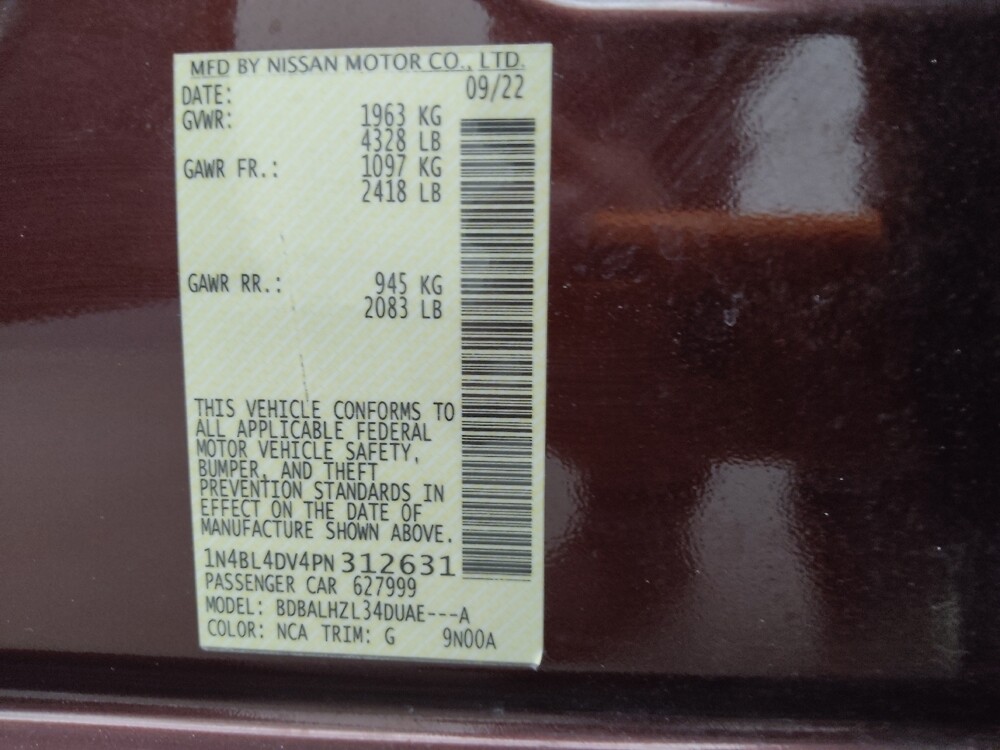 MFD BY NISSAN MOTOR CO., LTD.
DATE: 09/22
GVWR: 1963 KG
4328 LB
GAWR FR.: 1097 KG
2418 LB
GAWR RR.: 945 KG
2083 LB
THIS VEHICLE CONFORMS TO
ALL APPLICABLE FEDERAL
MOTOR VEHICLE SAFETY,
BUMPER, AND THEFT
PREVENTION STANDARDS IN
EFFECT ON THE DATE OF
MANUFACTURE SHOWN ABOVE.
1N4BL4DV4PN312631
PASSENGER CAR 627999
MODEL: BDBALHZL34DUAE---A
COLOR: NCA TRIM: G 9N00A